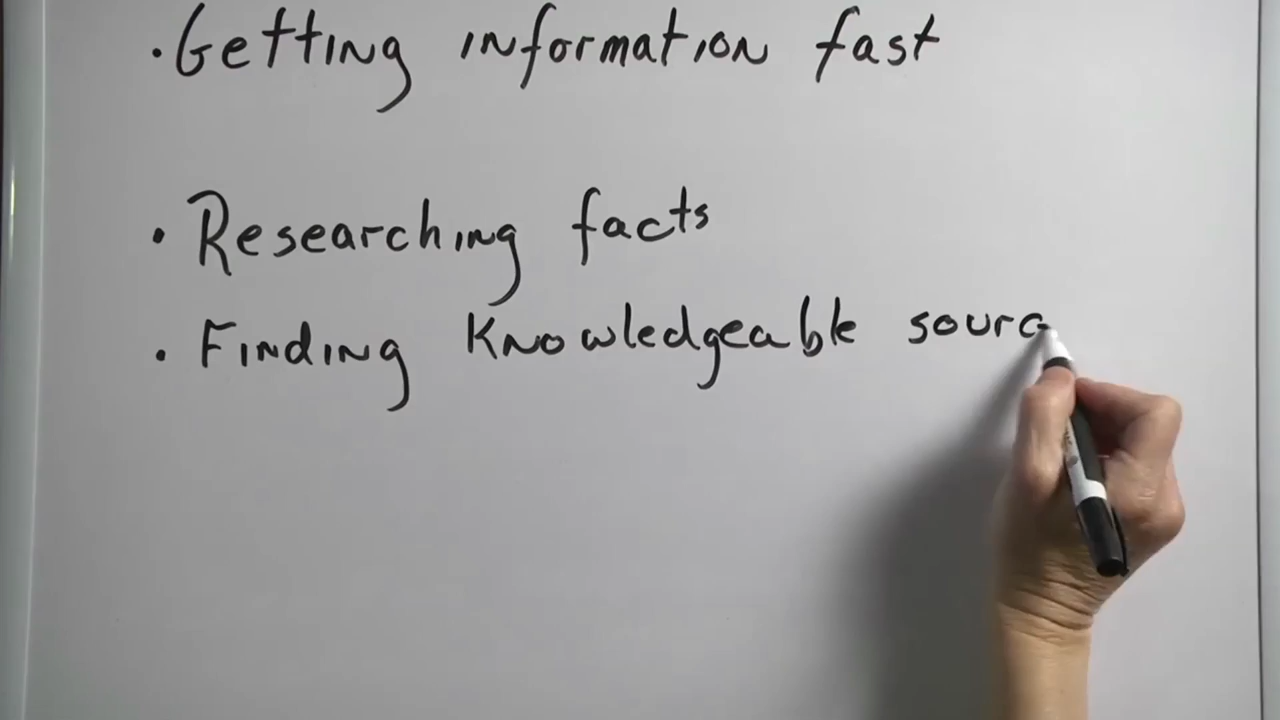 · Getting information fast
· Researching facts
· Finding Knowledgeable sourc